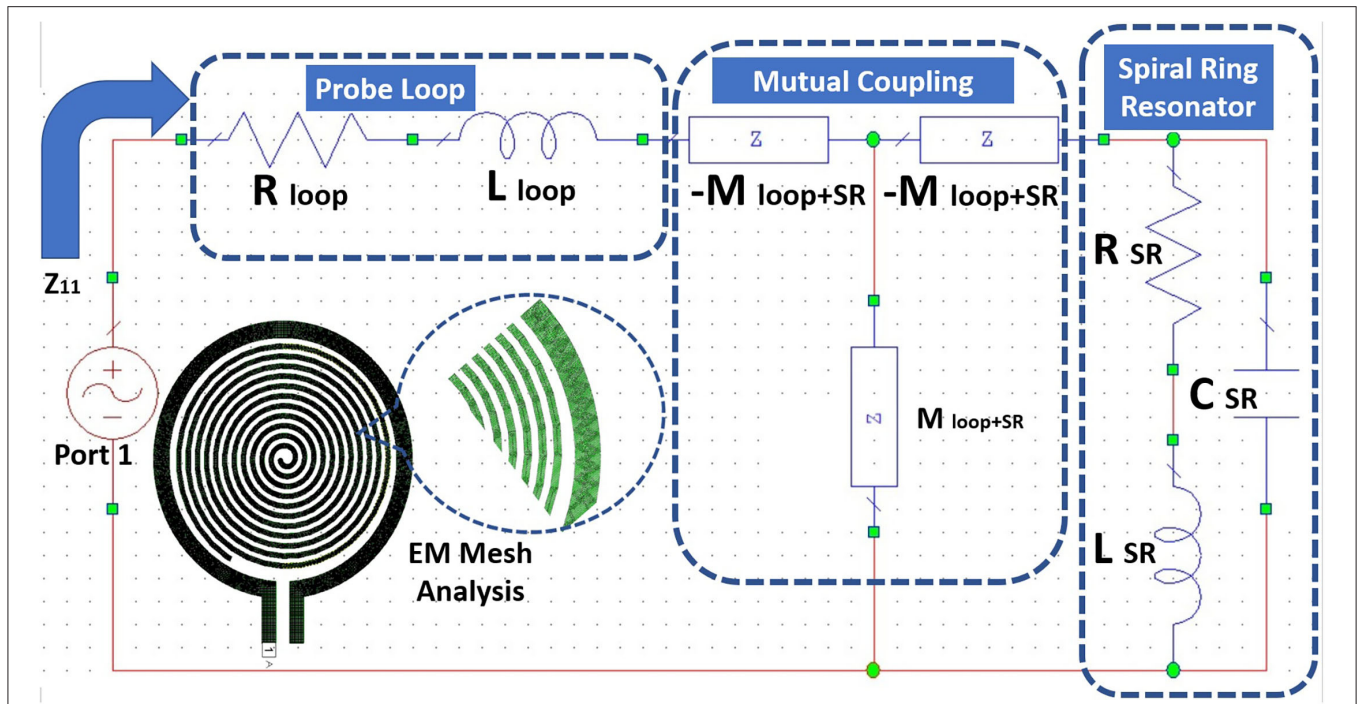 Probe Loop
Mutual Coupling
Spiral Ring
Resonator
Z
Z
R loop
L loop
-M loop+SR
-M loop+SR
Z11
R SR
C SR
L SR
Z
M loop+SR
Port 1
EM Mesh
Analysis
1
A